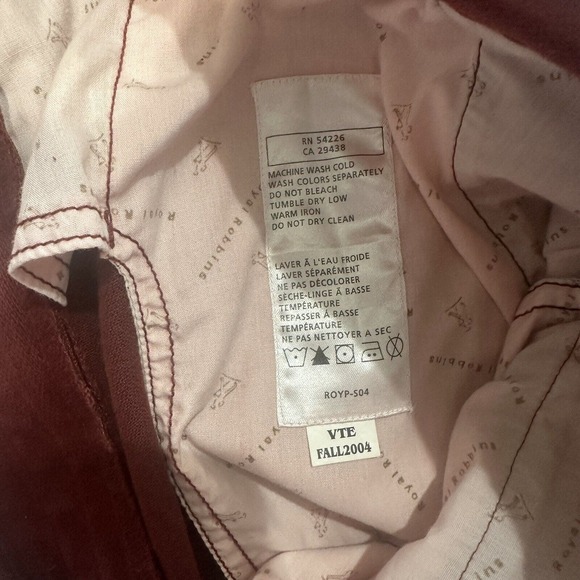 RN 54226
CA 29438
MACHINE WASH COLD
WASH COLORS SEPARATELY
DO NOT BLEACH
TUMBLE DRY LOW
WARM IRON
DO NOT DRY CLEAN
LAVER À L'EAU FROIDE
LAVER SÉPARÉMENT
NE PAS DÉCOLORER
SÈCHE-LINGE À BASSE
TEMPÉRATURE
REPASSER À BASSE
TEMPÉRATURE
NE PAS NETTOYER A SEC
ROYP-504
VTE
FALL2004
Royal Robbins
Royal Robbins
Royal Robbins